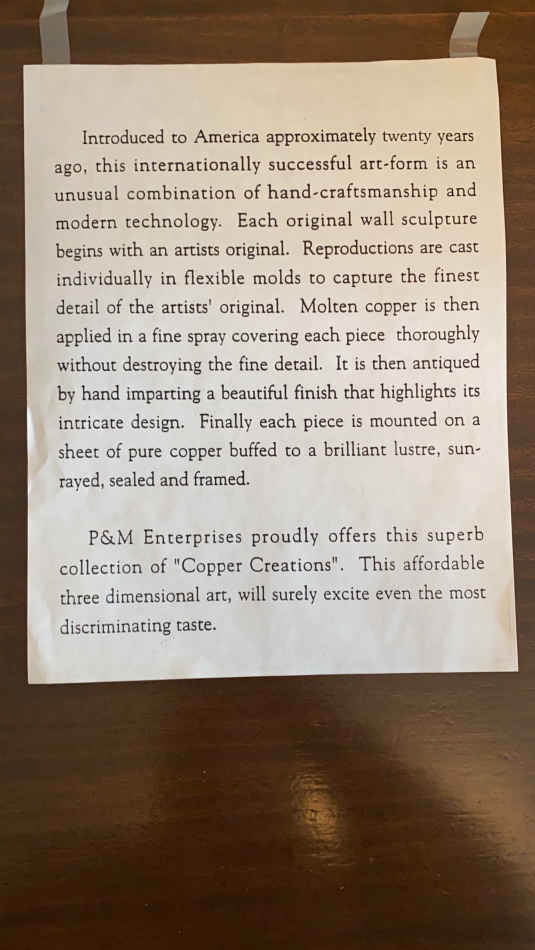 Introduced to America approximately twenty years
ago, this internationally successful art-form is an
unusual combination of hand-craftsmanship and
modern technology. Each original wall sculpture
begins with an artists original. Reproductions are cast
individually in flexible molds to capture the finest
detail of the artists' original. Molten copper is then
applied in a fine spray covering each piece thoroughly
without destroying the fine detail. It is then antiqued
by hand imparting a beautiful finish that highlights its
intricate design. Finally each piece is mounted on a
sheet of pure copper buffed to a brilliant lustre, sun-
rayed, sealed and framed.
P&M Enterprises proudly offers this superb
collection of "Copper Creations". This affordable
three dimensional art, will surely excite even the most
discriminating taste.